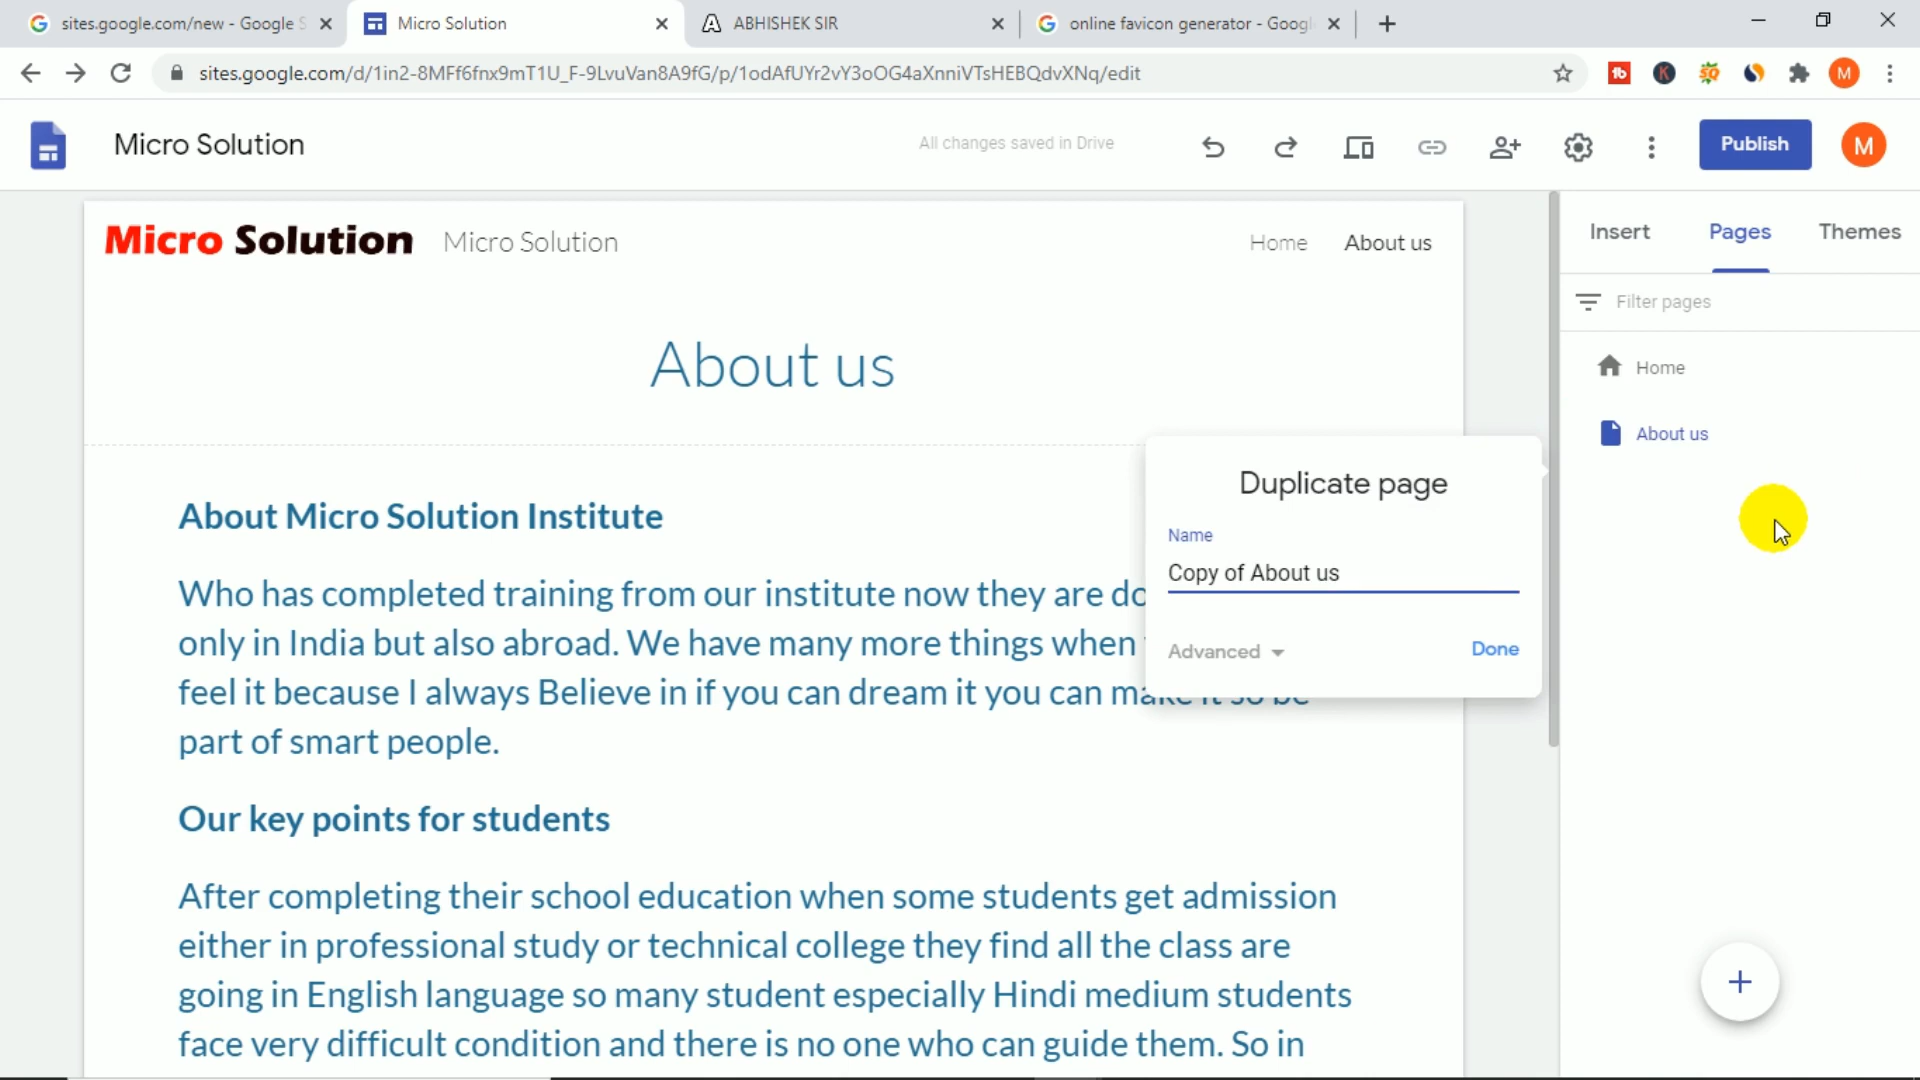 sites.google.com/new - Google S
Micro Solution
ABHISHEK SIR
online favicon generator - Googl
sites.google.com/d/1in2-8MFf6fnx9mT1U_F-9LvuVan8A9fG/p/1odAfUYr2vY3oOG4aXnniVTsHEBQdvXNq/edit
Micro Solution
All changes saved in Drive
Publish
M
Micro Solution
Micro Solution
Home
About us
Insert
Pages
Themes
Filter pages
Home
About us
About us
Duplicate page
Name
Copy of About us
Advanced
Done
About Micro Solution Institute
Who has completed training from our institute now they are do
only in India but also abroad. We have many more things when
feel it because I always Believe in if you can dream it you can make it so be
part of smart people.
Our key points for students
After completing their school education when some students get admission
either in professional study or technical college they find all the class are
going in English language so many student especially Hindi medium students
face very difficult condition and there is no one who can guide them. So in